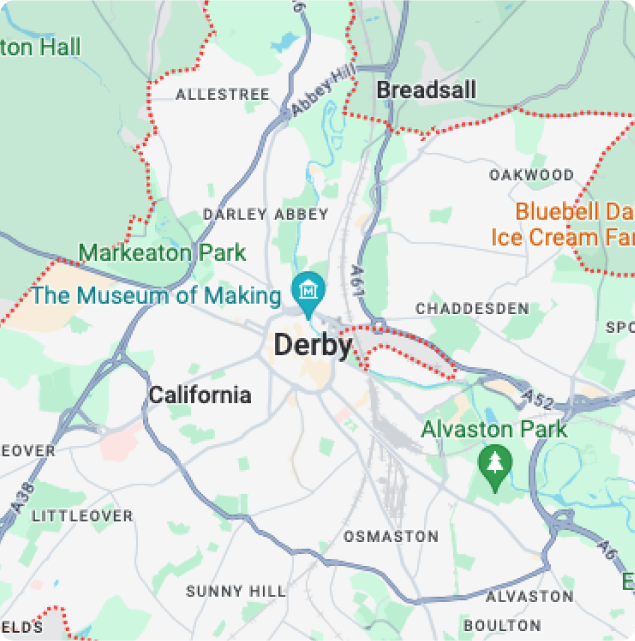 ton Hall
ALLESTREE
Abbey Hill
Breadsall
OAKWOOD
DARLEY ABBEY
Bluebell Da
Ice Cream Far
Markeaton Park
A61
The Museum of Making
CHADDESDEN
SPO
Derby
California
A52
Alvaston Park
EOVER
A38
LITTLEOVER
OSMASTON
A6
E
SUNNY HILL
ALVASTON
ELDS
BOULTON